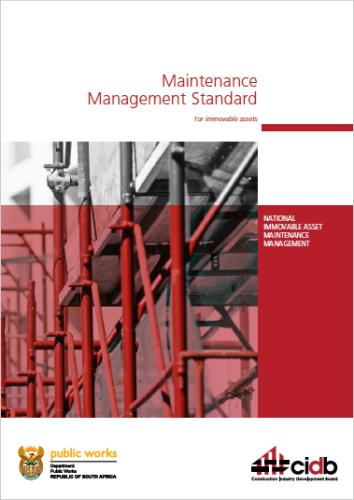 Maintenance
Management Standard
For immovable assets
NATIONAL
IMMOVABLE ASSET
MAINTENANCE
MANAGEMENT
public works
Department
Public Works
REPUBLIC OF SOUTH AFRICA
cidb
Construction Industry Development Board